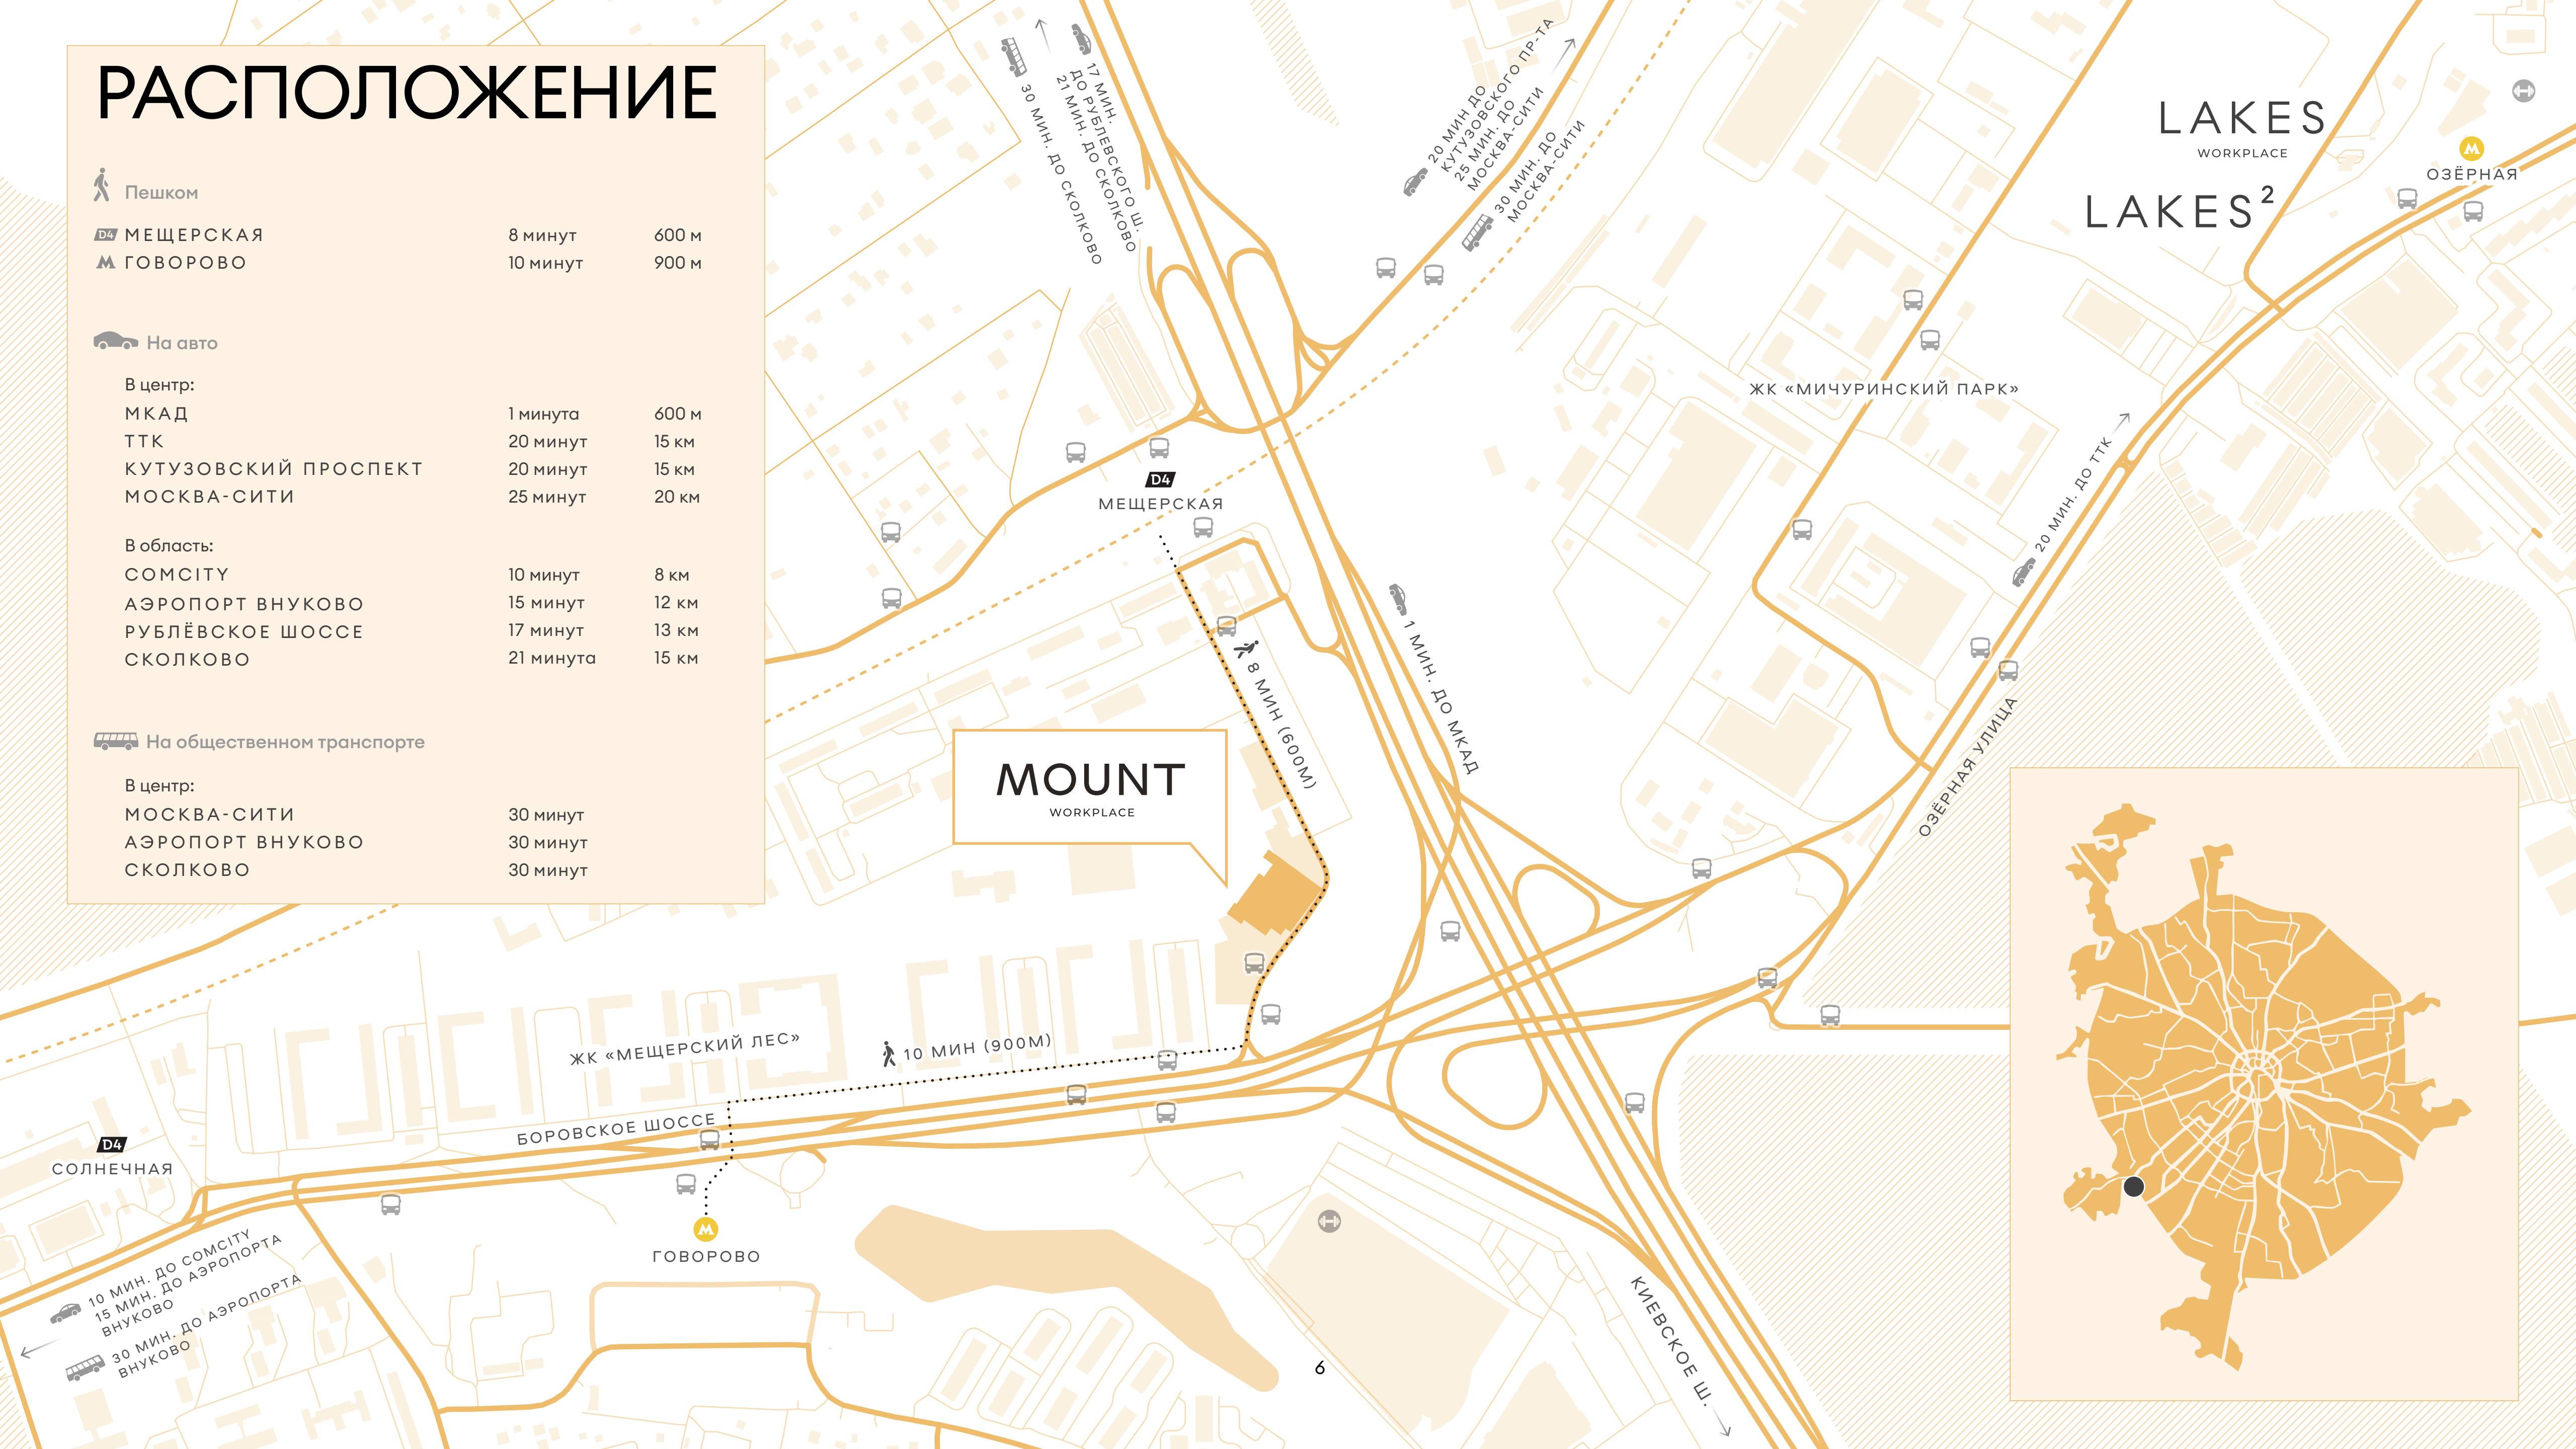 РАСПОЛОЖЕНИЕ
Пешком
D4 МЕЩЕРСКАЯ 8 минут 600 м
М ГОВОРОВО 10 минут 900 м
На авто
В центр:
МКАД 1 минута 600 м
ТТК 20 минут 15 км
КУТУЗОВСКИЙ ПРОСПЕКТ 20 минут 15 км
МОСКВА-СИТИ 25 минут 20 км
В область:
COMCITY 10 минут 8 км
АЭРОПОРТ ВНУКОВО 15 минут 12 км
РУБЛЁВСКОЕ ШОССЕ 17 минут 13 км
СКОЛКОВО 21 минута 15 км
На общественном транспорте
В центр:
МОСКВА-СИТИ 30 минут
АЭРОПОРТ ВНУКОВО 30 минут
СКОЛКОВО 30 минут
30 МИН. ДО СКОЛКОВО
17 МИН.
ДО РУБЛЕВСКОГО Ш.
21 МИН. ДО СКОЛКОВО
20 МИН ДО
КУТУЗОВСКОГО ПР-ТА
25 МИН. ДО
МОСКВА-СИТИ
30 МИН. ДО
МОСКВА-СИТИ
LAKES
WORKPLACE
LAKES²
М
ОЗЁРНАЯ
ЖК «МИЧУРИНСКИЙ ПАРК»
20 МИН. ДО ТТК
ОЗЁРНАЯ УЛИЦА
D4
МЕЩЕРСКАЯ
8 МИН (600М)
1 МИН. ДО МКАД
MOUNT
WORKPLACE
ЖК «МЕЩЕРСКИЙ ЛЕС»
10 МИН (900М)
БОРОВСКОЕ ШОССЕ
D4
СОЛНЕЧНАЯ
М
ГОВОРОВО
10 МИН. ДО COMCITY
15 МИН. ДО АЭРОПОРТА
ВНУКОВО
30 МИН. ДО АЭРОПОРТА
ВНУКОВО
КИЕВСКОЕ Ш.
6